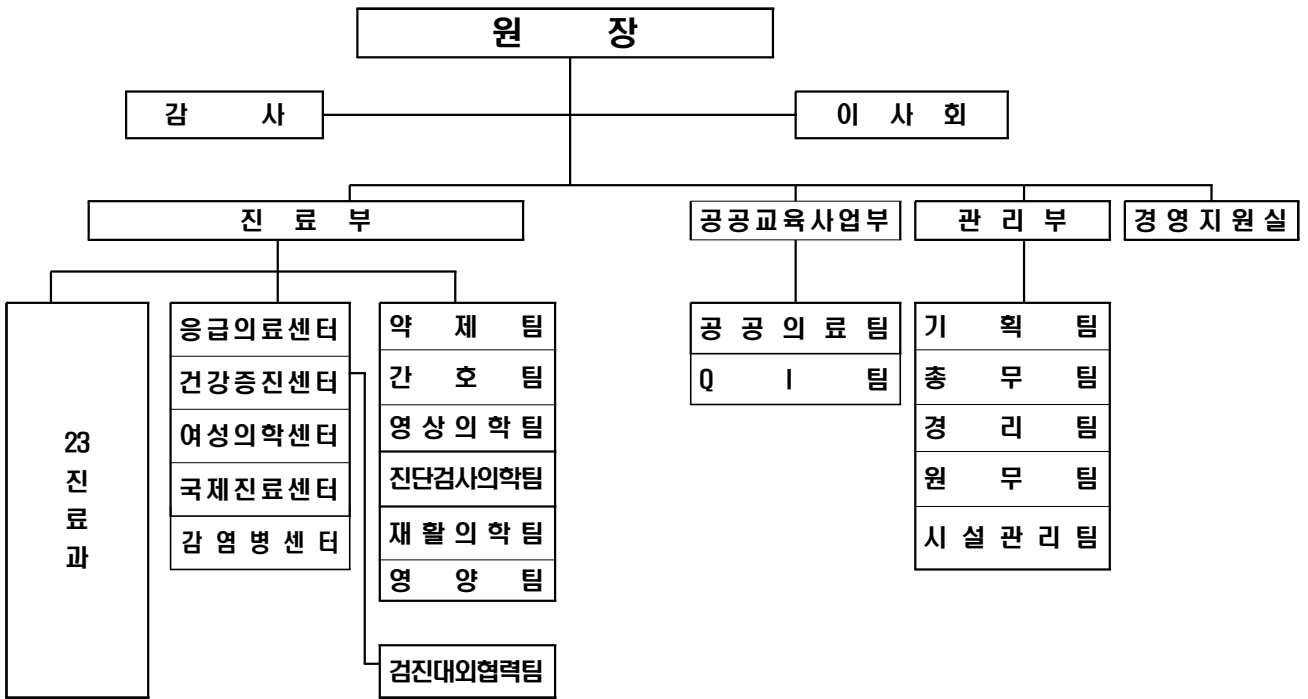 원 장
감 사
이 사 회
진 료 부
공공교육사업부
관 리 부
경영지원실
23
진
료
과
응급의료센터
건강증진센터
여성의학센터
국제진료센터
감염병센터
약 제 팀
간 호 팀
영상의학팀
진단검사의학팀
재활의학팀
영 양 팀
검진대외협력팀
공공의료팀
Q I 팀
기 획 팀
총 무 팀
경 리 팀
원 무 팀
시설관리팀